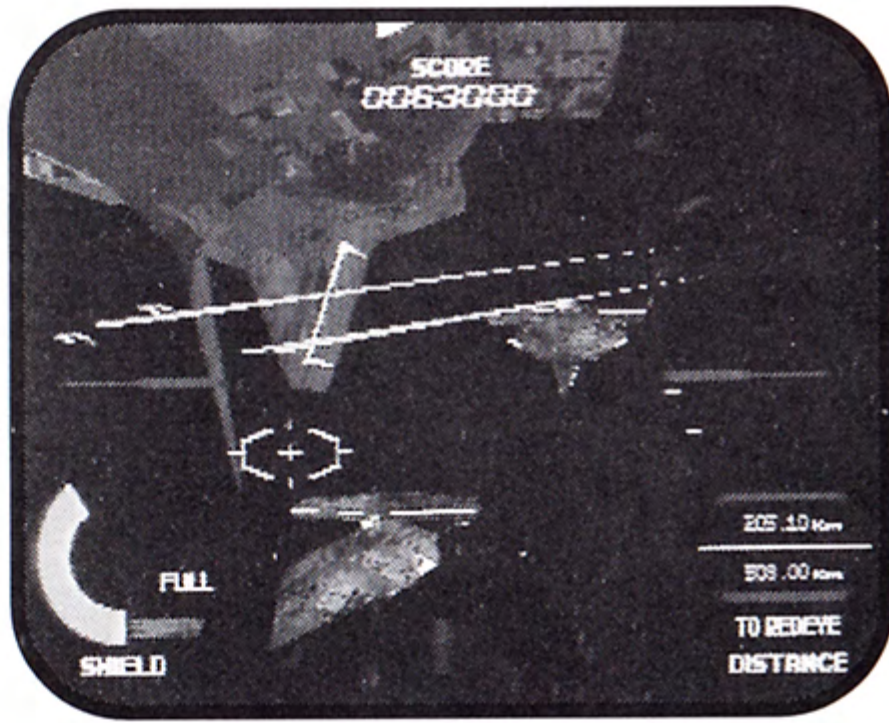 SCORE
0063000
205.10 Km
508.00 Km
FULL
TO REDEYE
SHIELD
DISTANCE